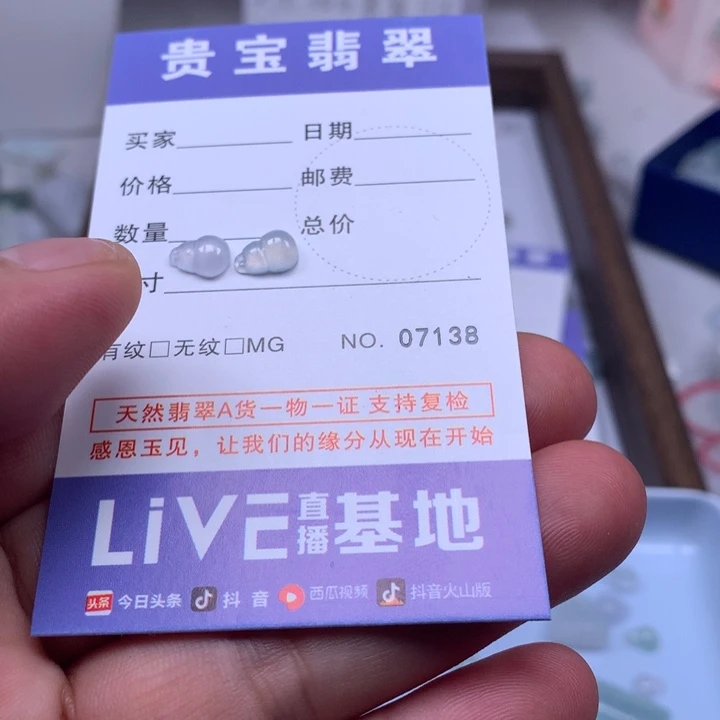 贵宝翡翠
买家 日期
价格 邮费
数量 总价
寸
有纹□无纹□MG NO. 07138
天然翡翠A货一物一证 支持复检
感恩玉见，让我们的缘分从现在开始
LiVE直播基地
头条 今日头条 抖音 西瓜视频 抖音火山版